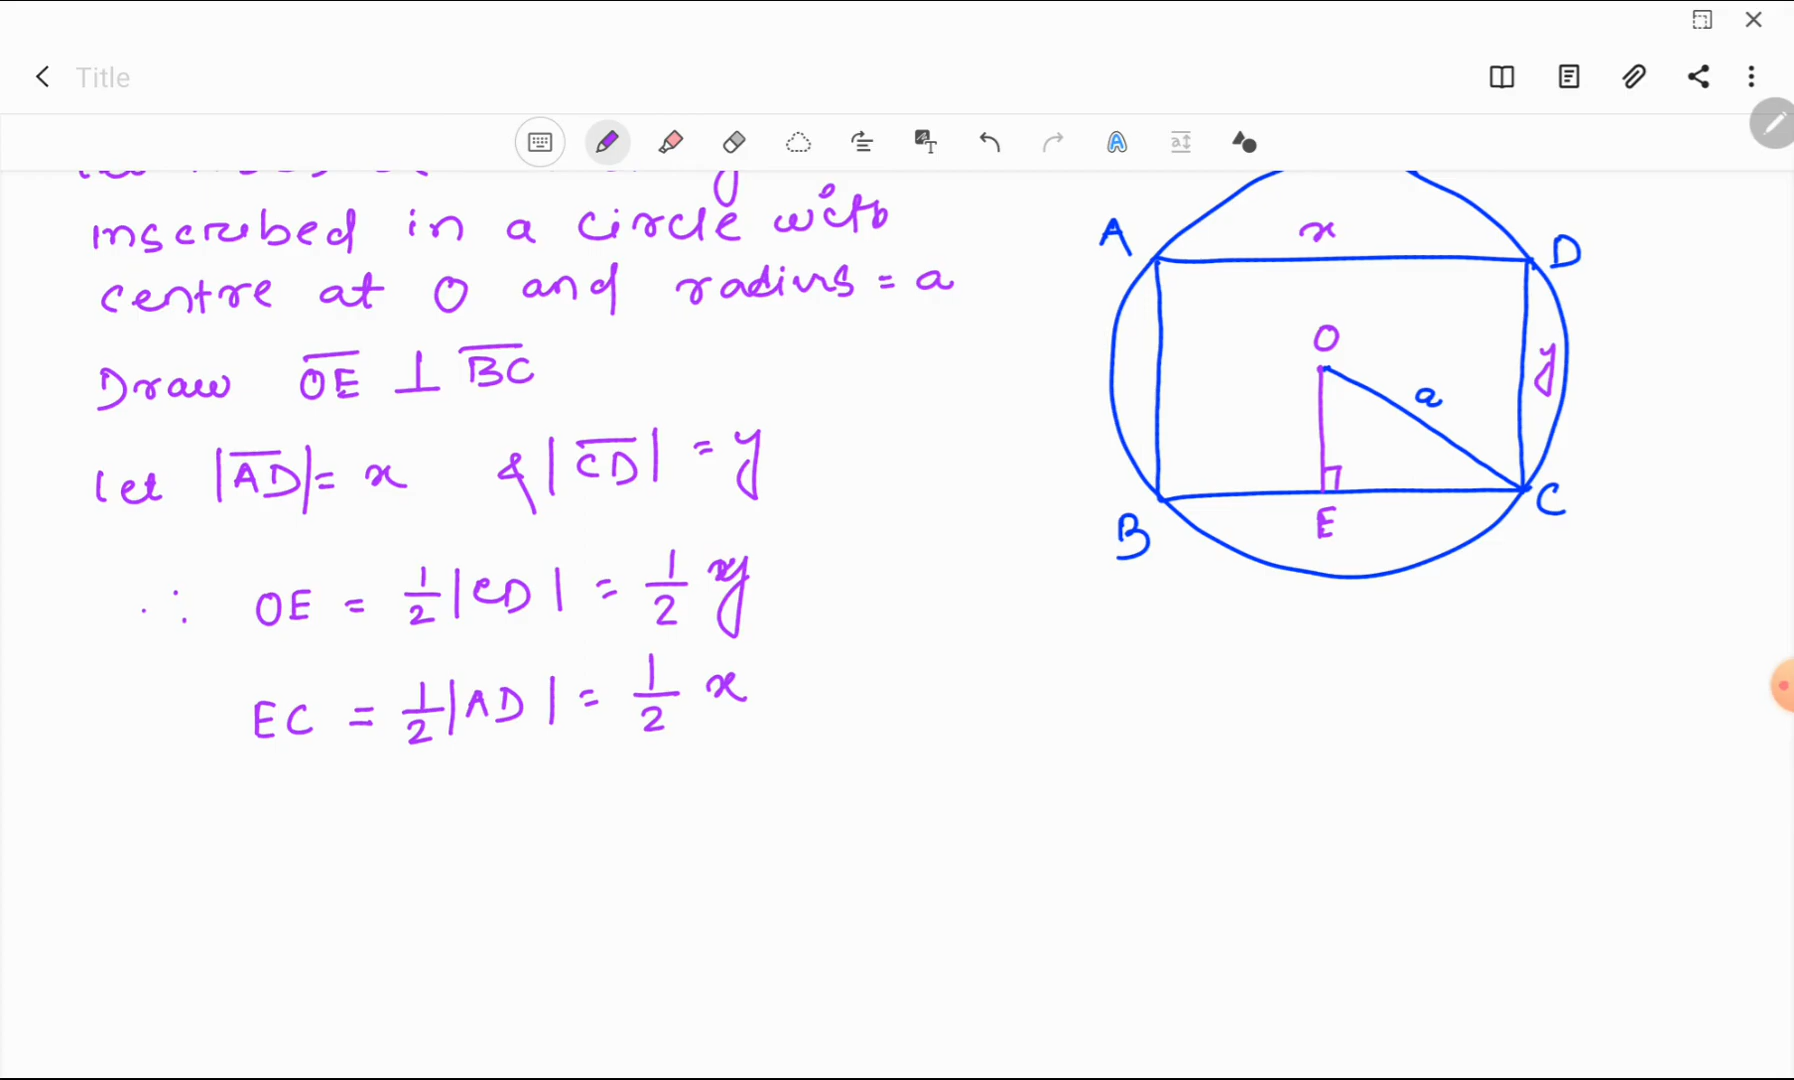 Title
inscribed in a circle with
centre at O and radius = a
Draw OE ⊥ BC
let |AD| = x & |CD| = y
∴ OE = 1/2 |CD| = 1/2 y
EC = 1/2 |AD| = 1/2 x
A
x
D
O
a
y
B
E
C